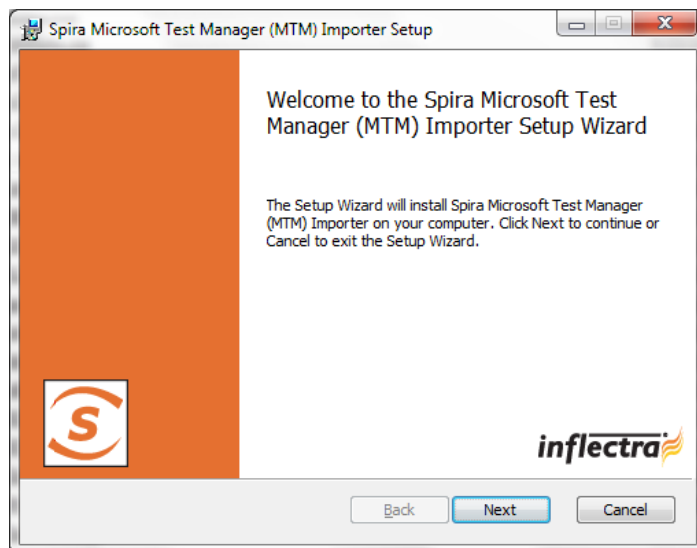 Spira Microsoft Test Manager (MTM) Importer Setup
Welcome to the Spira Microsoft Test
Manager (MTM) Importer Setup Wizard
The Setup Wizard will install Spira Microsoft Test Manager
(MTM) Importer on your computer. Click Next to continue or
Cancel to exit the Setup Wizard.
S
inflectra
Back Next Cancel